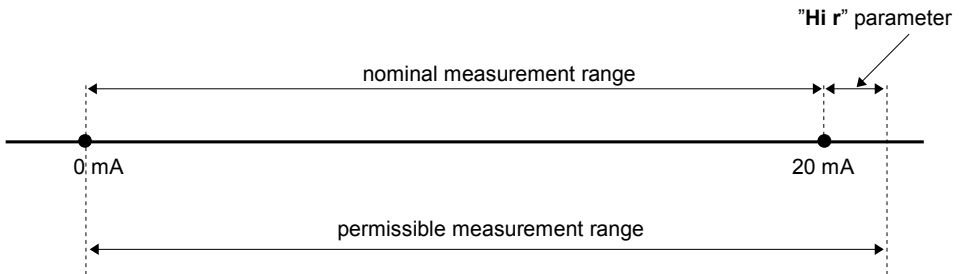 ”Hi r” parameter
nominal measurement range
0 mA
20 mA
permissible measurement range